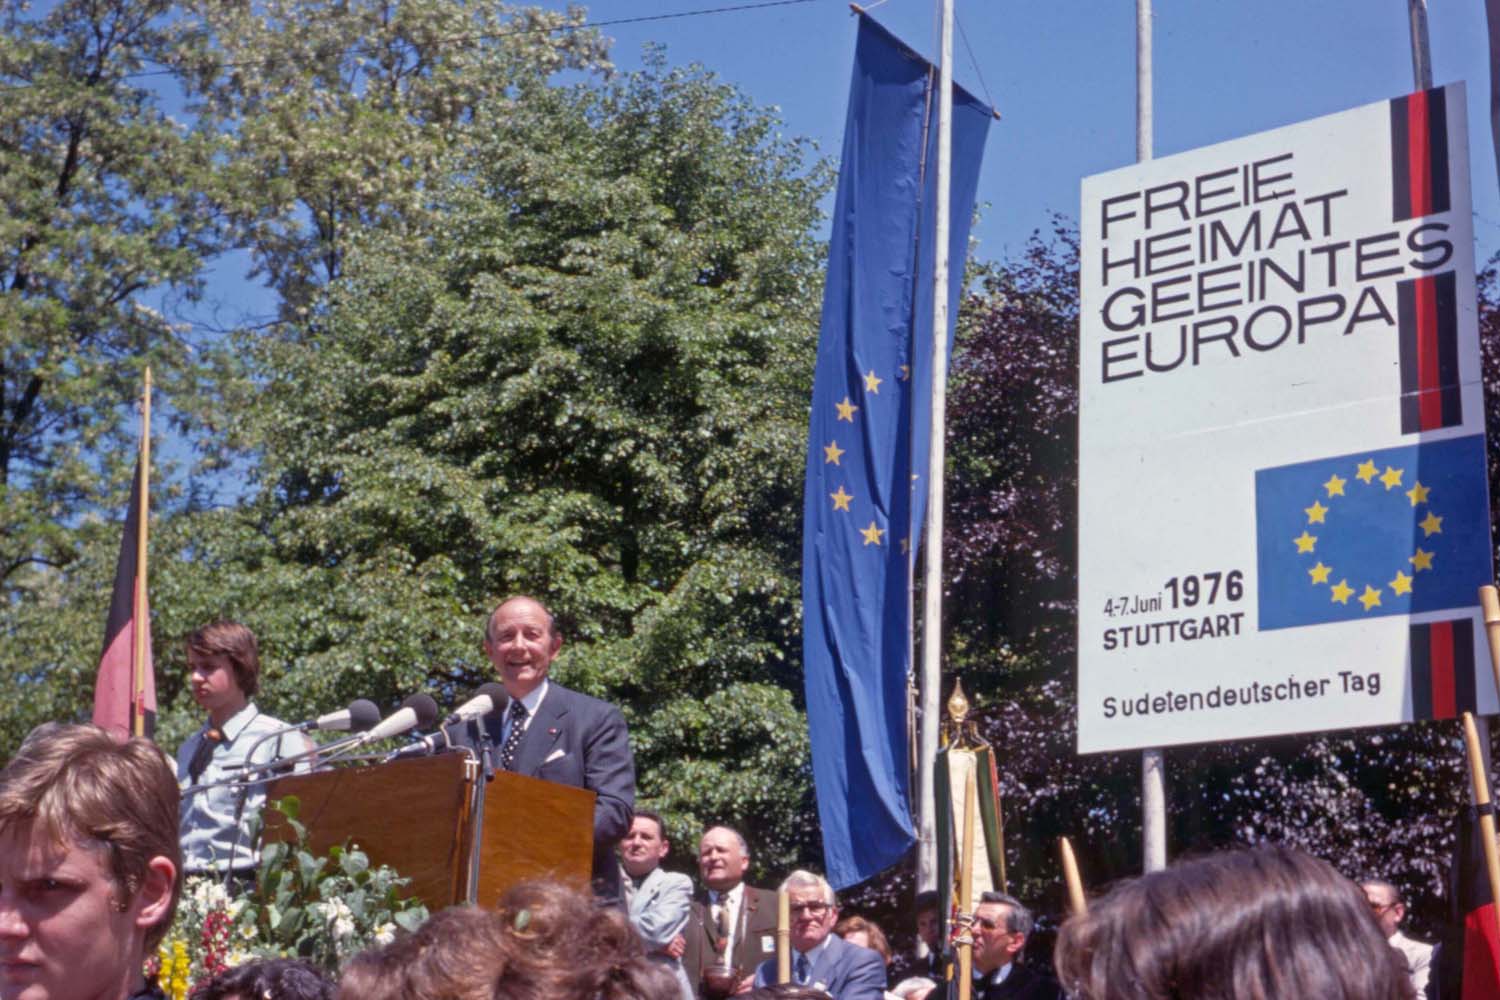 FREIE
HEIMAT
GEEINTES
EUROPA
4.-7. Juni 1976
STUTTGART
Sudetendeutscher Tag